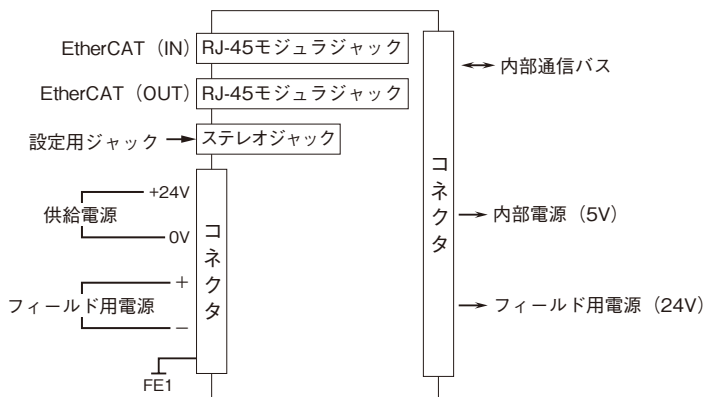 EtherCAT（IN）
RJ-45モジュラジャック
EtherCAT（OUT）
RJ-45モジュラジャック
設定用ジャック
ステレオジャック
+24V
供給電源
0V
+
フィールド用電源
−
FE1
コネクタ
コネクタ
内部通信バス
内部電源（5V）
フィールド用電源（24V）